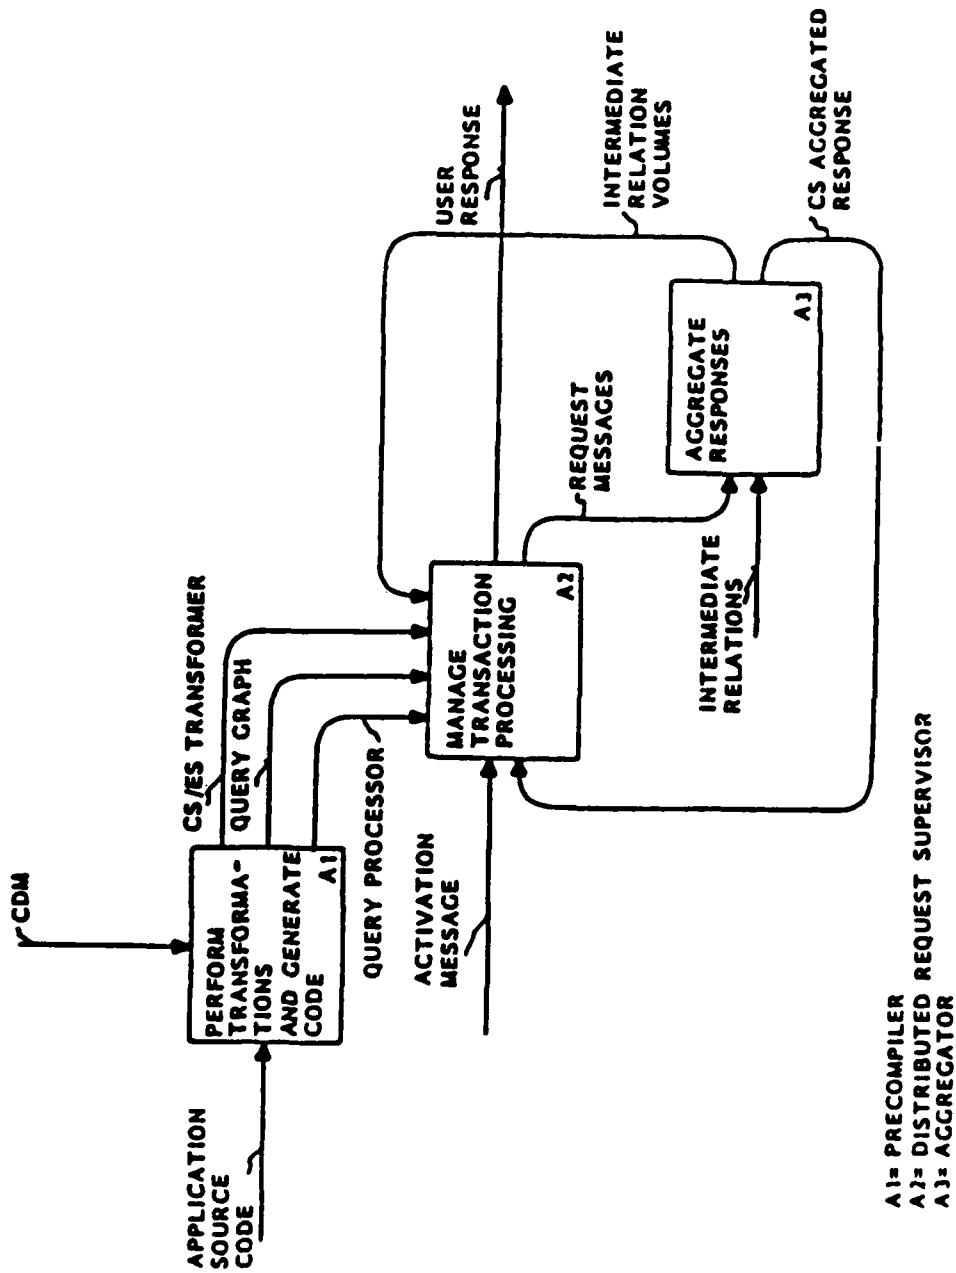 CDM
APPLICATION
SOURCE
CODE
PERFORM
TRANSFORMA-
TIONS
AND GENERATE
CODE
A1
CS/ES TRANSFORMER
QUERY GRAPH
QUERY PROCESSOR
ACTIVATION
MESSAGE
MANAGE
TRANSACTION
PROCESSING
A2
USER
RESPONSE
REQUEST
MESSAGES
INTERMEDIATE
RELATION
VOLUMES
INTERMEDIATE
RELATIONS
AGGREGATE
RESPONSES
A3
CS AGGREGATED
RESPONSE
A1= PRECOMPILER
A2= DISTRIBUTED REQUEST SUPERVISOR
A3= AGGREGATOR